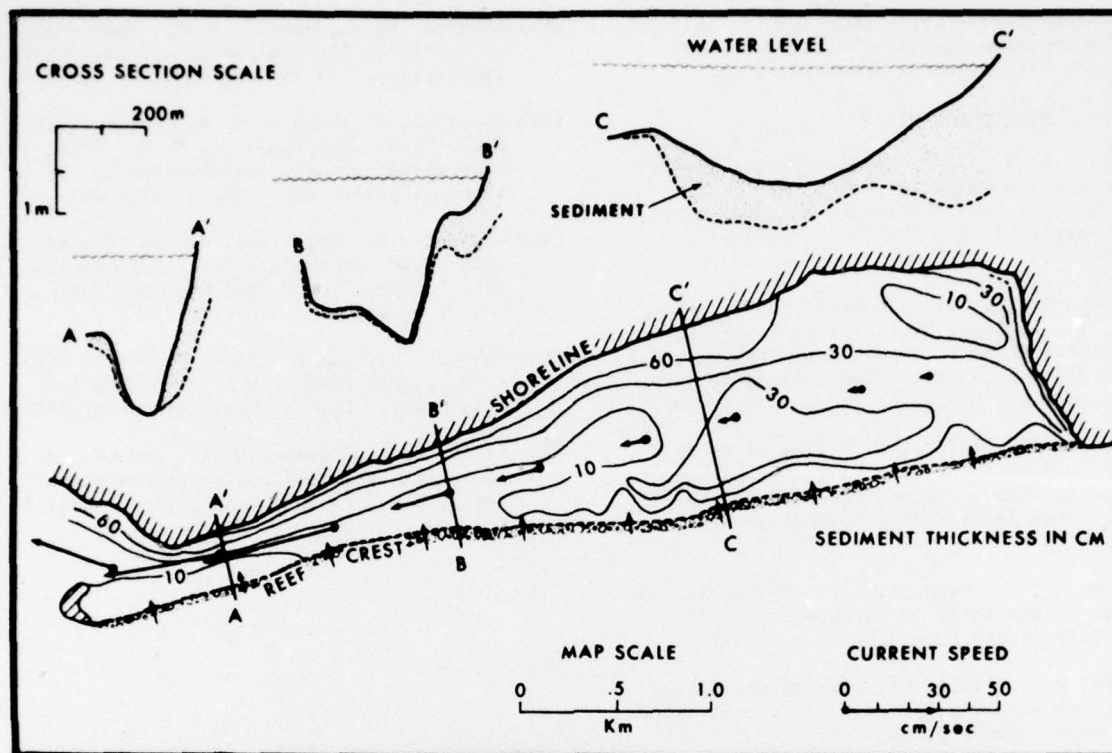 CROSS SECTION SCALE
200m
1m
WATER LEVEL
C'
C
SEDIMENT
B'
B
A'
A
SHORELINE
C'
60
30
10
30
30
B'
10
A'
60
10
REEF CREST
A
B
C
SEDIMENT THICKNESS IN CM
MAP SCALE
0 .5 1.0
Km
CURRENT SPEED
0 30 50
cm/sec